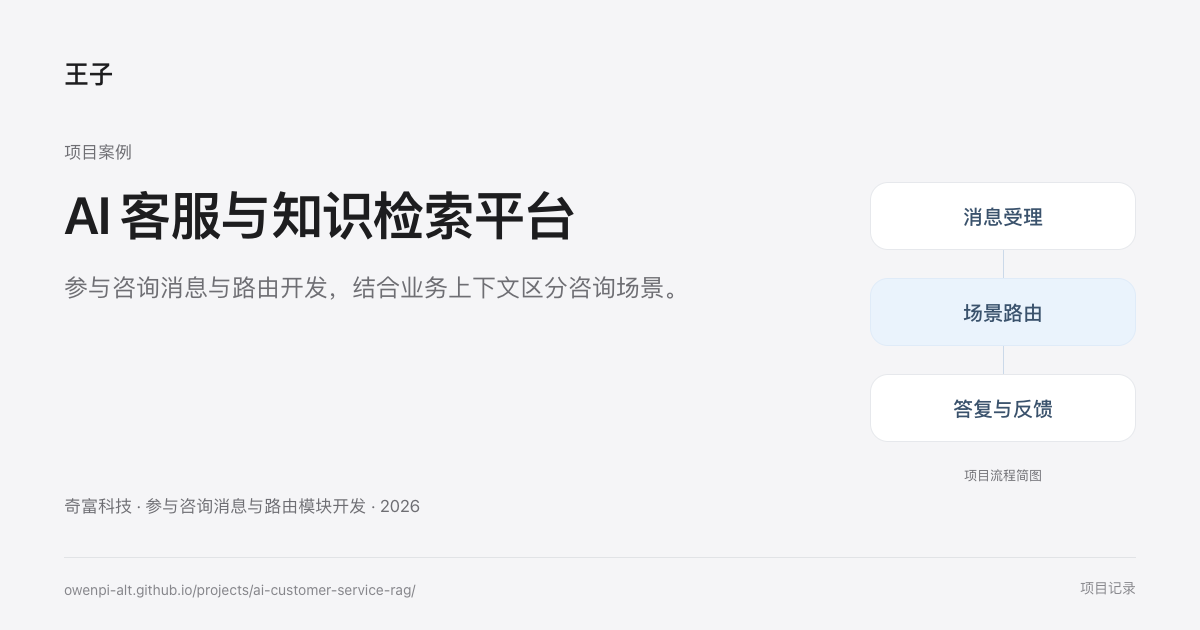 王子
项目案例
AI 客服与知识检索平台
参与咨询消息与路由开发，结合业务上下文区分咨询场景。
消息受理
场景路由
答复与反馈
项目流程简图
奇富科技 · 参与咨询消息与路由模块开发 · 2026
owenpi-alt.github.io/projects/ai-customer-service-rag/
项目记录